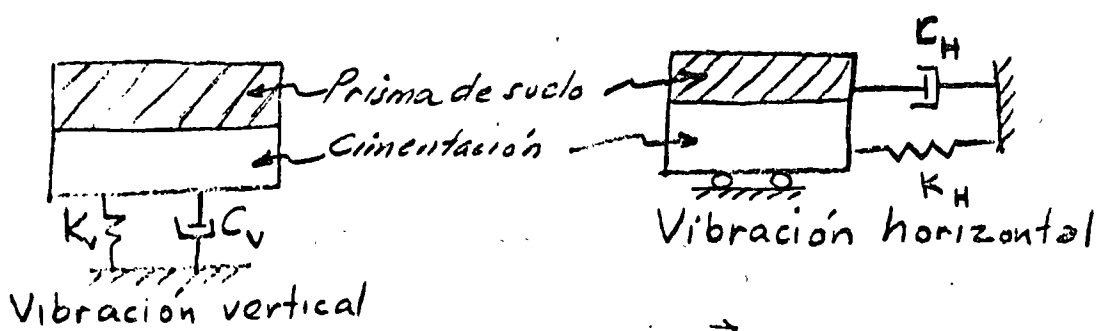 C_H
Prisma de suelo
Cimentación
K_V
C_V
K_H
Vibración horizontal
Vibración vertical